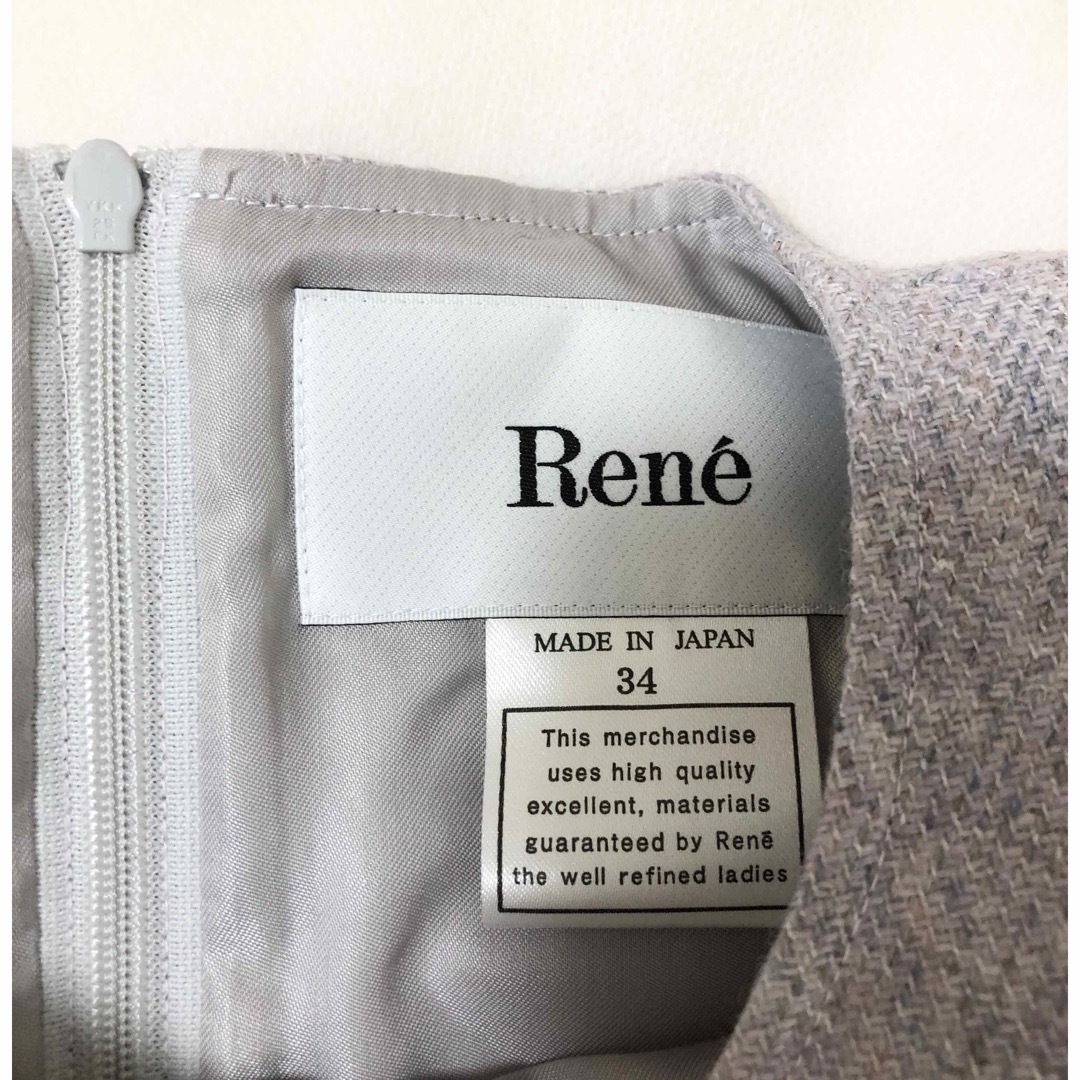 YKK
René
MADE IN JAPAN
34
This merchandise
uses high quality
excellent, materials
guaranteed by Renē
the well refined ladies